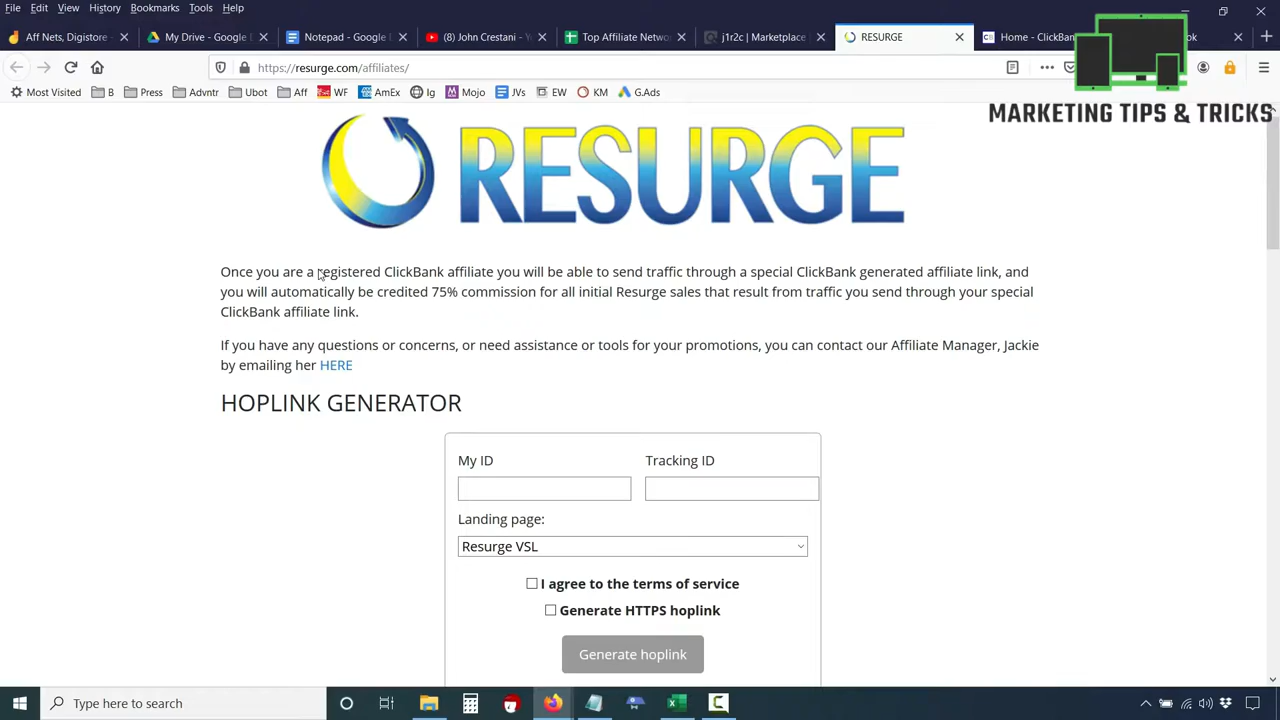 File Edit View History Bookmarks Tools Help
Aff Nets, Digistore My Drive - Google Notepad - Google (8) John Crestani - Top Affiliate Netwo j1r2c | Marketplace RESURGE Home - ClickBan ok
https://resurge.com/affiliates/
Most Visited B Press Advntr Ubot Aff WF AmEx Ig Mojo JVs EW KM G.Ads
MARKETING TIPS & TRICKS
RESURGE
Once you are a registered ClickBank affiliate you will be able to send traffic through a special ClickBank generated affiliate link, and
you will automatically be credited 75% commission for all initial Resurge sales that result from traffic you send through your special
ClickBank affiliate link.
If you have any questions or concerns, or need assistance or tools for your promotions, you can contact our Affiliate Manager, Jackie
by emailing her HERE
HOPLINK GENERATOR
My ID Tracking ID
Landing page:
Resurge VSL
I agree to the terms of service
Generate HTTPS hoplink
Generate hoplink
Type here to search